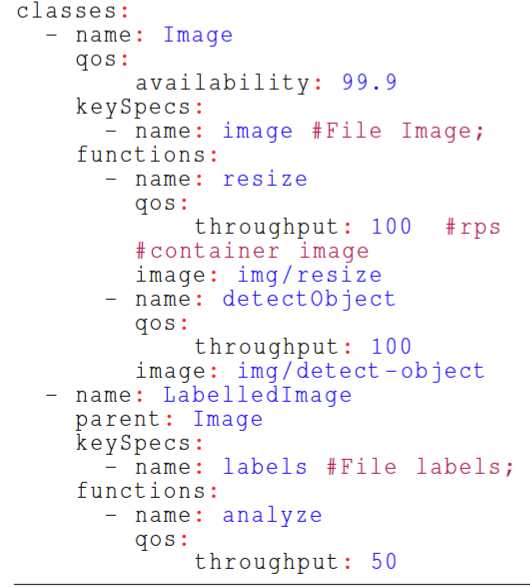 classes:
  - name: Image
    qos:
        availability: 99.9
    keySpecs:
      - name: image #File Image;
    functions:
      - name: resize
        qos:
            throughput: 100  #rps
        #container image
        image: img/resize
      - name: detectObject
        qos:
            throughput: 100
        image: img/detect-object
  - name: LabelledImage
    parent: Image
    keySpecs:
      - name: labels #File labels;
    functions:
      - name: analyze
        qos:
            throughput: 50